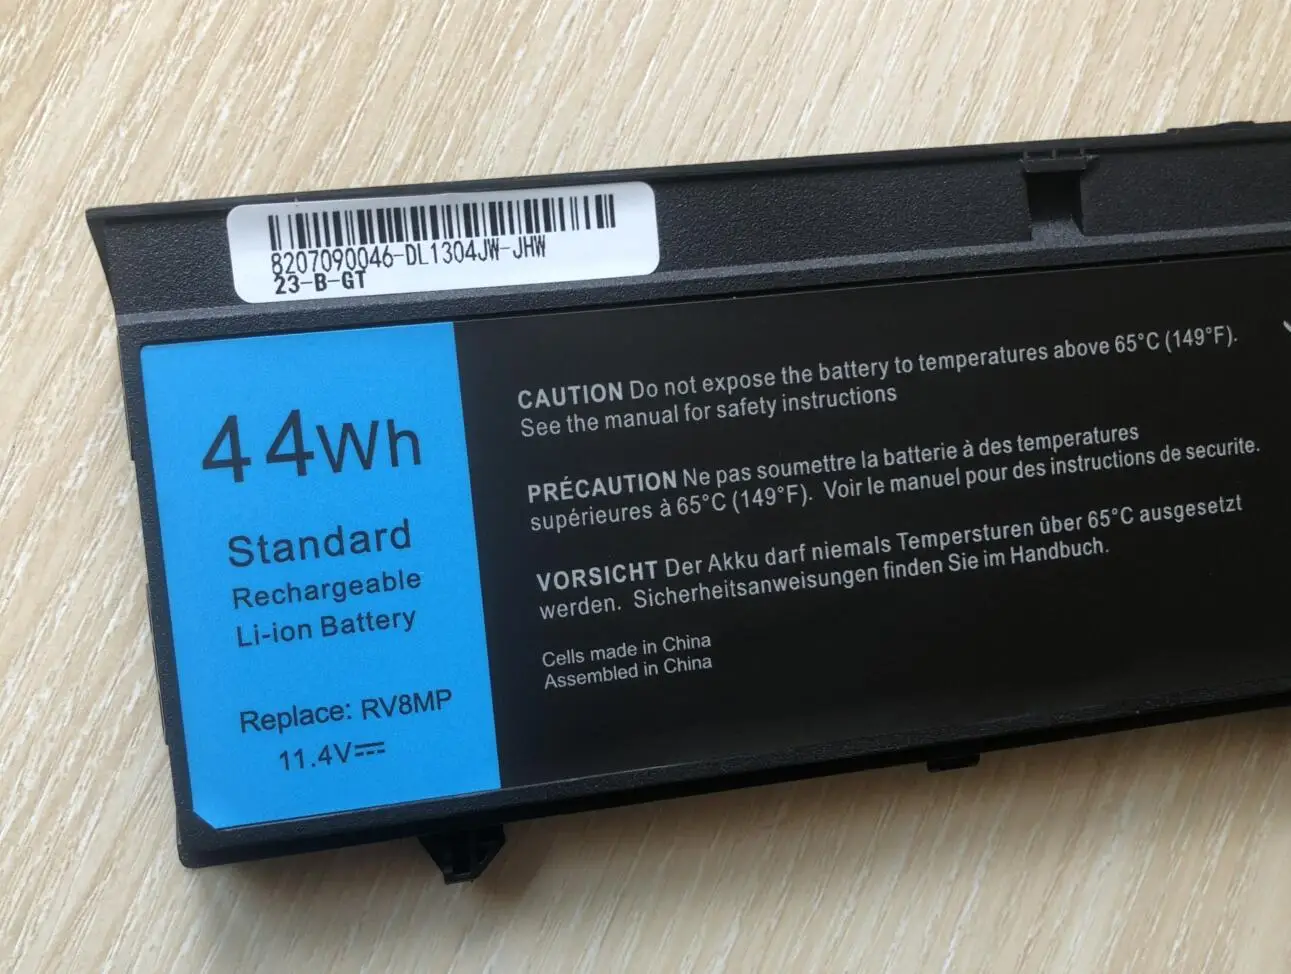 8207090046-DL1304JW-JHW
23-B-GT
44Wh
Standard
Rechargeable
Li-ion Battery
Replace: RV8MP
11.4V⎓
CAUTION Do not expose the battery to temperatures above 65°C (149°F).
See the manual for safety instructions
PRÉCAUTION Ne pas soumettre la batterie à des temperatures
supérieures à 65°C (149°F). Voir le manuel pour des instructions de securite.
VORSICHT Der Akku darf niemals Tempersturen ûber 65°C ausgesetzt
werden. Sicherheitsanweisungen finden Sie im Handbuch.
Cells made in China
Assembled in China